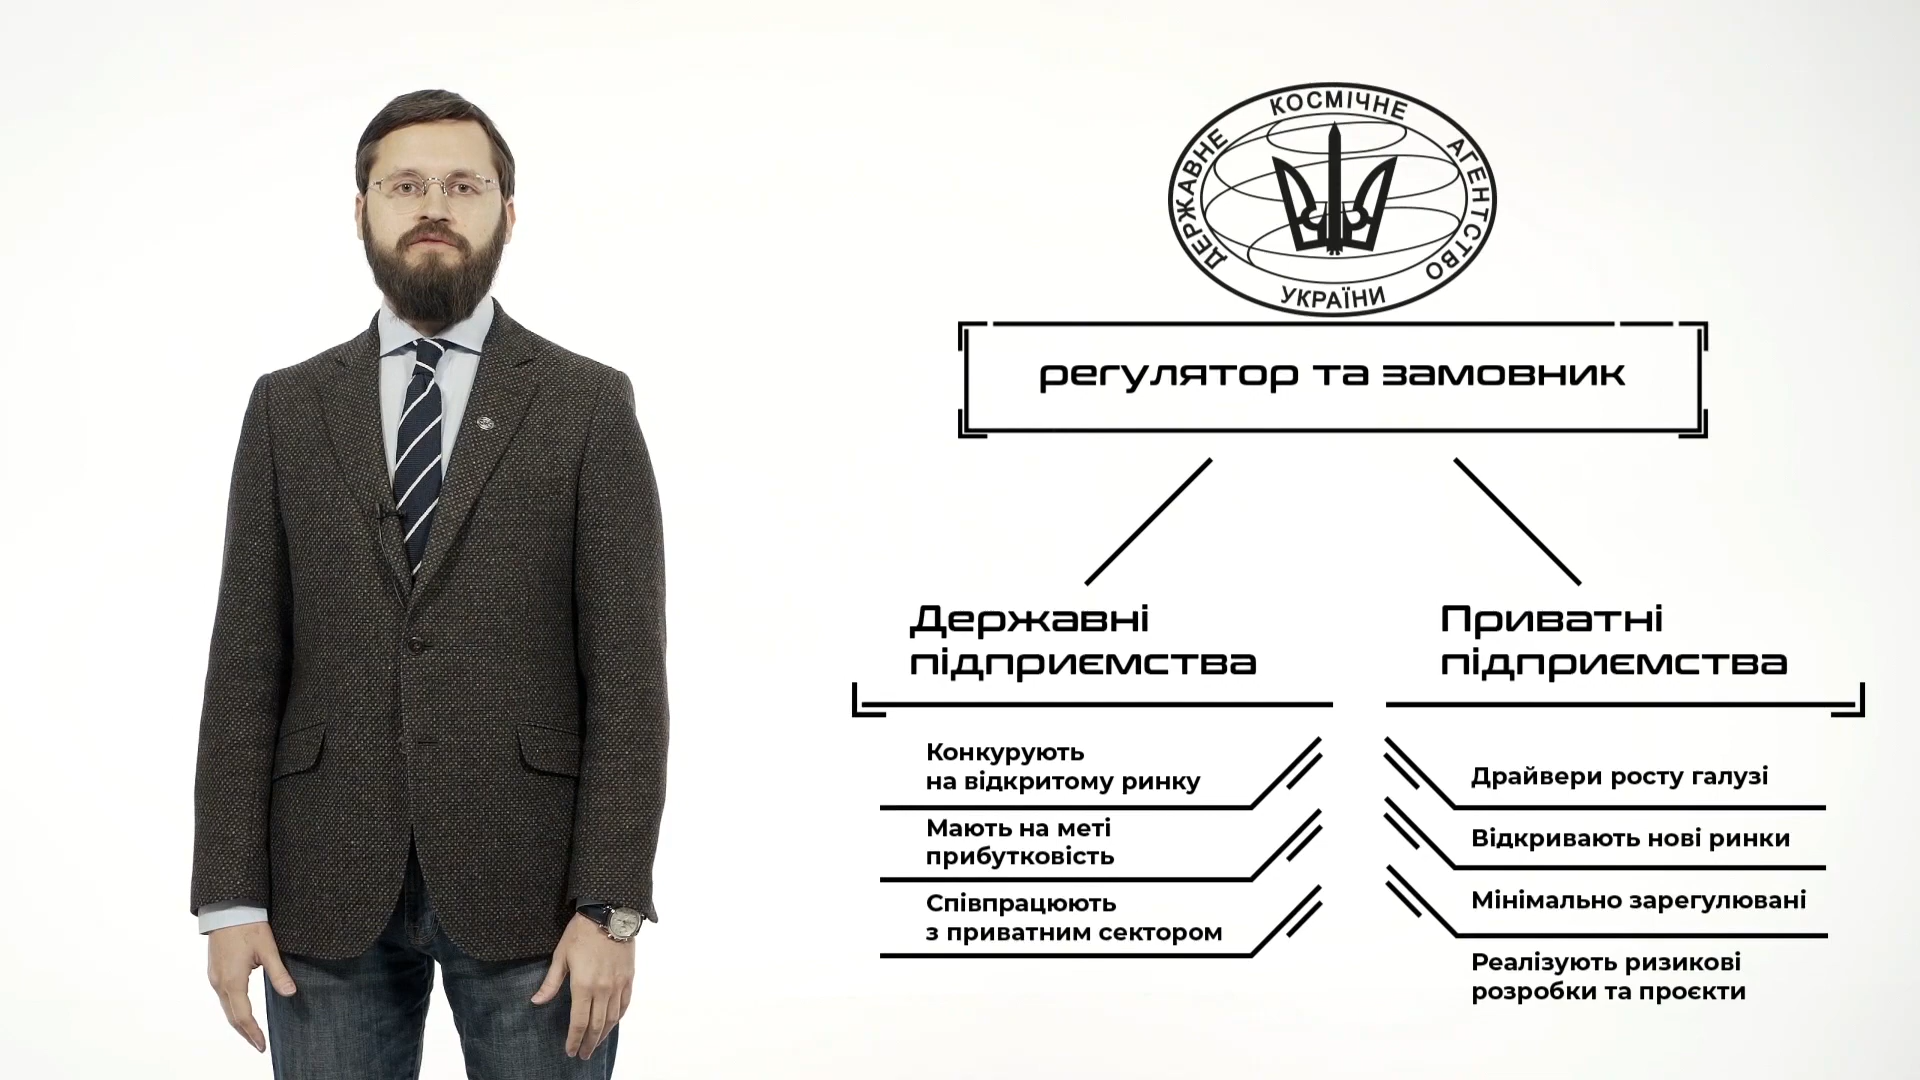 ДЕРЖАВНЕ КОСМІЧНЕ АГЕНТСТВО
УКРАЇНИ
регулятор та замовник
Державні
підприємства
Конкурують
на відкритому ринку
Мають на меті
прибутковість
Співпрацюють
з приватним сектором
Приватні
підприємства
Драйвери росту галузі
Відкривають нові ринки
Мінімально зарегульовані
Реалізують ризикові
розробки та проєкти